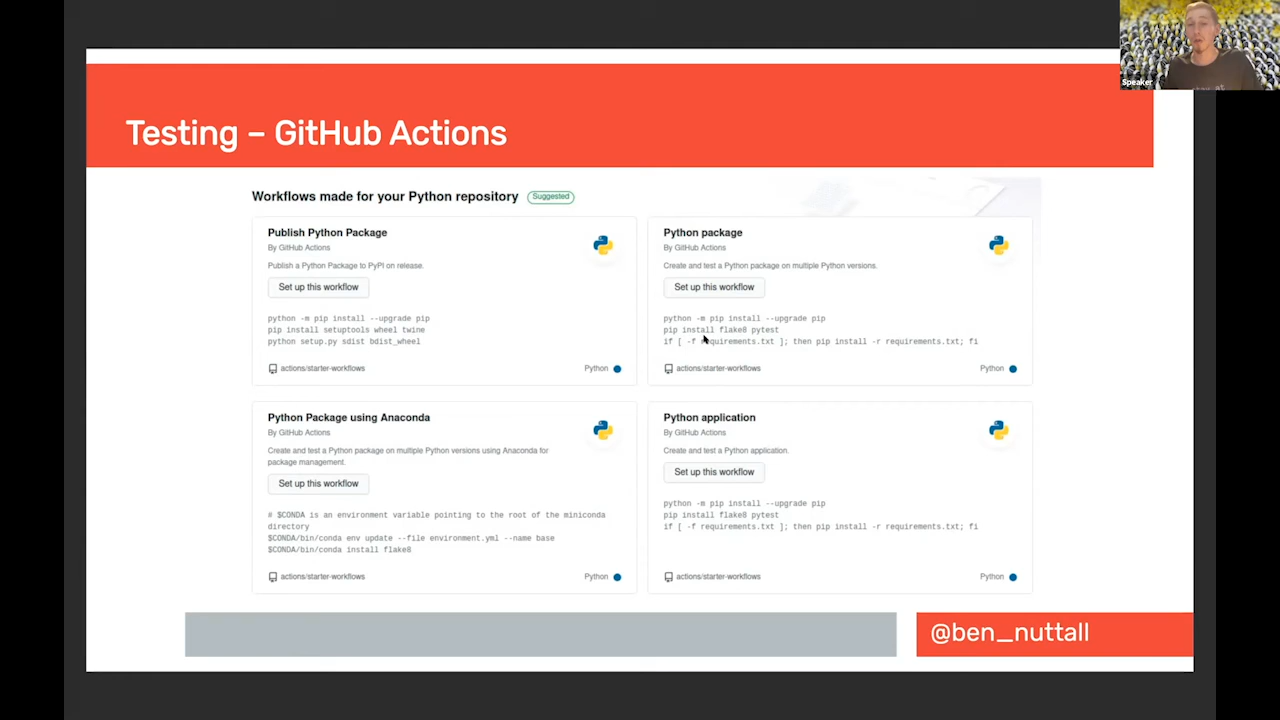 Speaker
Testing – GitHub Actions
Workflows made for your Python repository Suggested
Publish Python Package
By GitHub Actions
Publish a Python Package to PyPI on release.
Set up this workflow
python -m pip install --upgrade pip
pip install setuptools wheel twine
python setup.py sdist bdist_wheel
actions/starter-workflows Python
Python package
By GitHub Actions
Create and test a Python package on multiple Python versions.
Set up this workflow
python -m pip install --upgrade pip
pip install flake8 pytest
if [ -f requirements.txt ]; then pip install -r requirements.txt; fi
actions/starter-workflows Python
Python Package using Anaconda
By GitHub Actions
Create and test a Python package on multiple Python versions using Anaconda for
package management.
Set up this workflow
# $CONDA is an environment variable pointing to the root of the miniconda
directory
$CONDA/bin/conda env update --file environment.yml --name base
$CONDA/bin/conda install flake8
actions/starter-workflows Python
Python application
By GitHub Actions
Create and test a Python application.
Set up this workflow
python -m pip install --upgrade pip
pip install flake8 pytest
if [ -f requirements.txt ]; then pip install -r requirements.txt; fi
actions/starter-workflows Python
@ben_nuttall